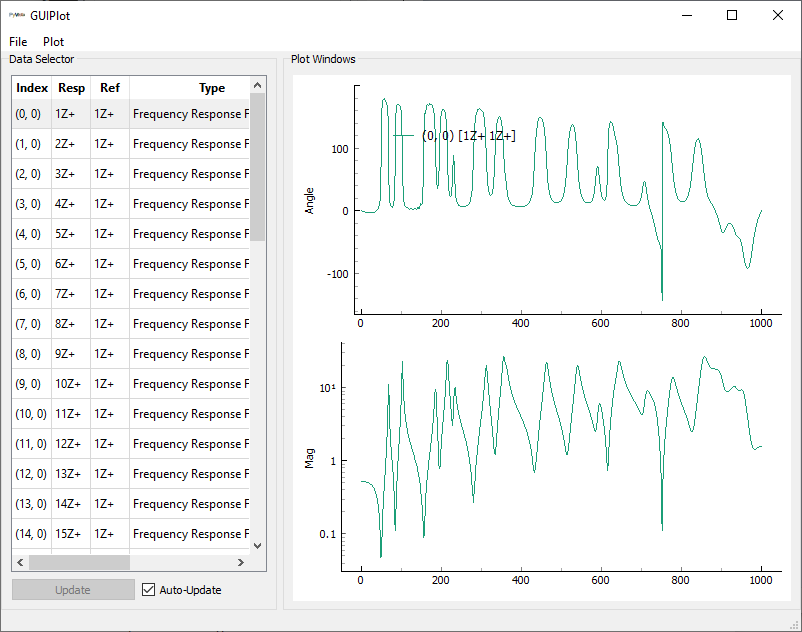 GUIPlot
File Plot
Data Selector
Index Resp Ref Type
(0, 0) 1Z+ 1Z+ Frequency Response F
(1, 0) 2Z+ 1Z+ Frequency Response F
(2, 0) 3Z+ 1Z+ Frequency Response F
(3, 0) 4Z+ 1Z+ Frequency Response F
(4, 0) 5Z+ 1Z+ Frequency Response F
(5, 0) 6Z+ 1Z+ Frequency Response F
(6, 0) 7Z+ 1Z+ Frequency Response F
(7, 0) 8Z+ 1Z+ Frequency Response F
(8, 0) 9Z+ 1Z+ Frequency Response F
(9, 0) 10Z+ 1Z+ Frequency Response F
(10, 0) 11Z+ 1Z+ Frequency Response F
(11, 0) 12Z+ 1Z+ Frequency Response F
(12, 0) 13Z+ 1Z+ Frequency Response F
(13, 0) 14Z+ 1Z+ Frequency Response F
(14, 0) 15Z+ 1Z+ Frequency Response F
Update Auto-Update
Plot Windows
(0, 0) [1Z+ 1Z+]
Angle
100
0
-100
0 200 400 600 800 1000
Mag
10¹
1
0.1
0 200 400 600 800 1000